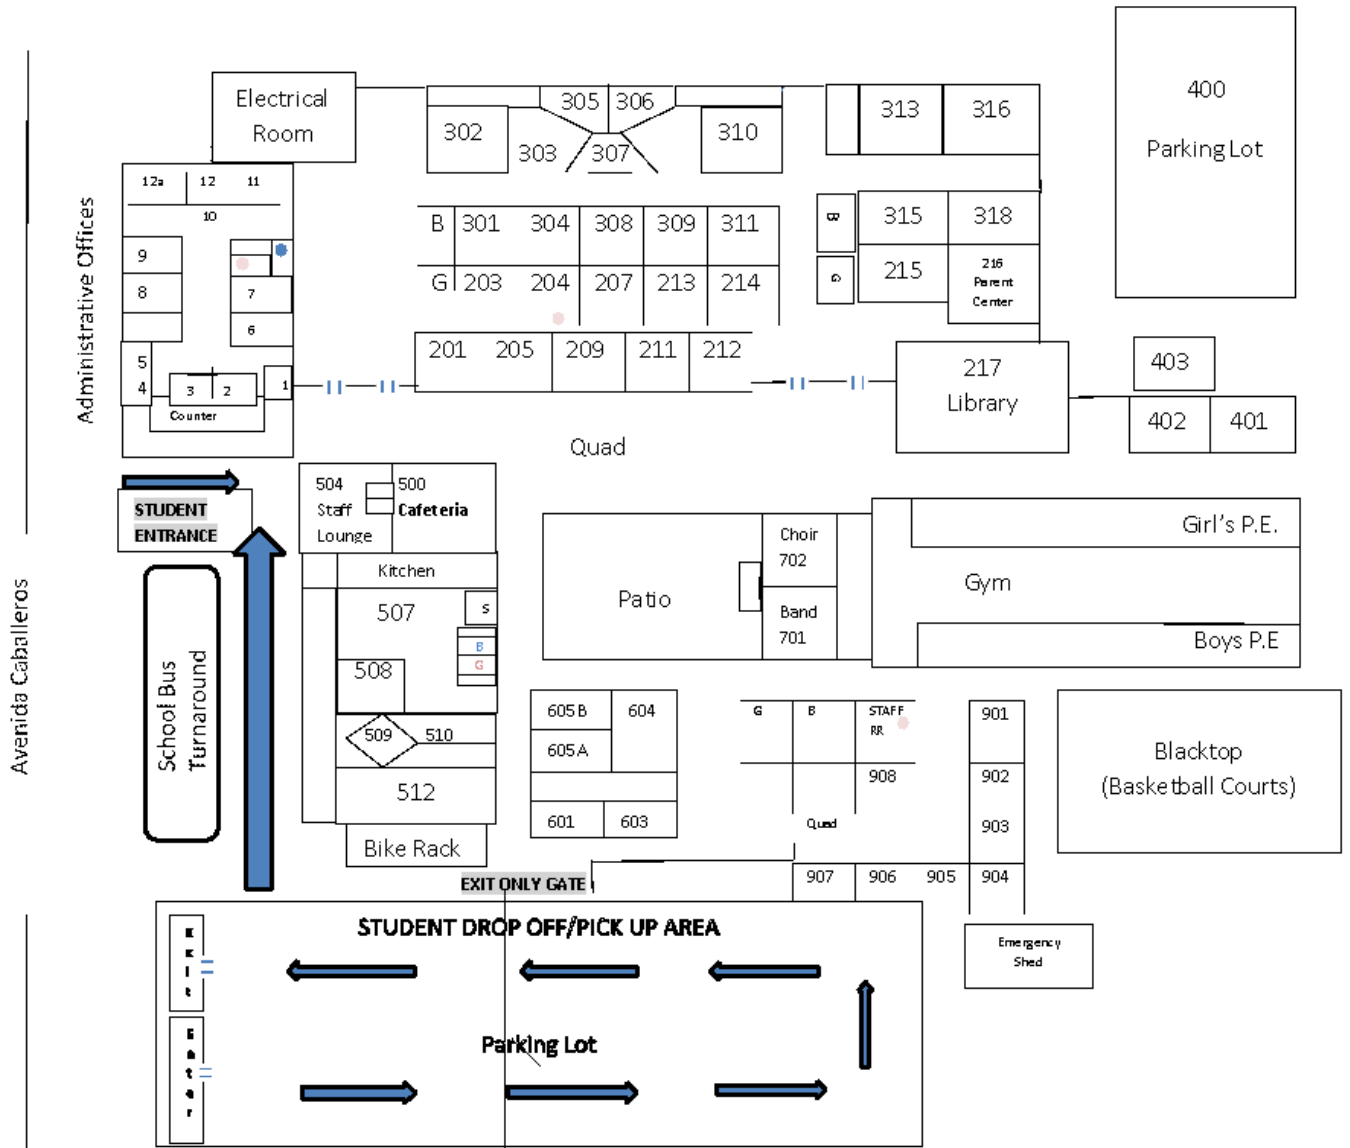 Electrical
Room
305 306
302
303
307
310
313
316
400
Parking Lot
12a
12
11
10
9
8
7
6
5
4
3
2
1
Counter
Administrative Offices
B 301 304 308 309 311
G 203 204 207 213 214
201 205 209 211 212
B
G
315
318
215
216
Parent
Center
217
Library
403
402
401
Quad
STUDENT
ENTRANCE
504
Staff
Lounge
500
Cafeteria
Kitchen
507
S
B
G
508
509
510
512
Bike Rack
School Bus
Turnaround
Avenida Caballeros
Patio
Choir
702
Band
701
Girl's P.E.
Gym
Boys P.E
605B
604
605A
601
603
G
B
STAFF
RR
908
Quad
901
902
903
907
906
905
904
Blacktop
(Basketball Courts)
Emergency
Shed
EXIT ONLY GATE
STUDENT DROP OFF/PICK UP AREA
Exit
Enter
Parking Lot